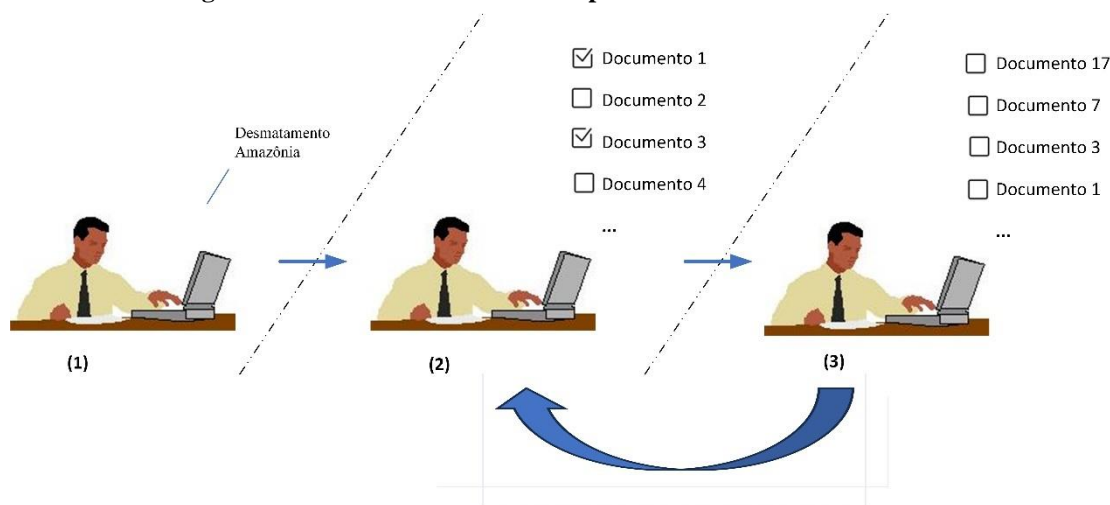 Desmatamento
Amazônia
(1)
Documento 1
Documento 2
Documento 3
Documento 4
...
(2)
Documento 17
Documento 7
Documento 3
Documento 1
...
(3)